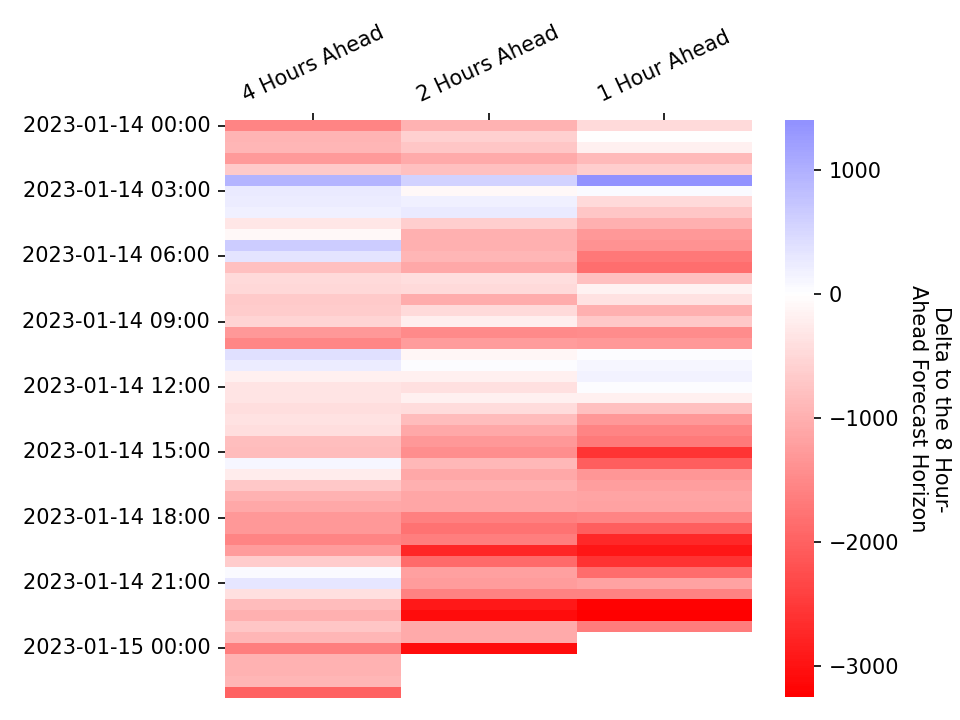 4 Hours Ahead
2 Hours Ahead
1 Hour Ahead
2023-01-14 00:00
2023-01-14 03:00
2023-01-14 06:00
2023-01-14 09:00
2023-01-14 12:00
2023-01-14 15:00
2023-01-14 18:00
2023-01-14 21:00
2023-01-15 00:00
1000
0
−1000
−2000
−3000
Delta to the 8 Hour-
Ahead Forecast Horizon